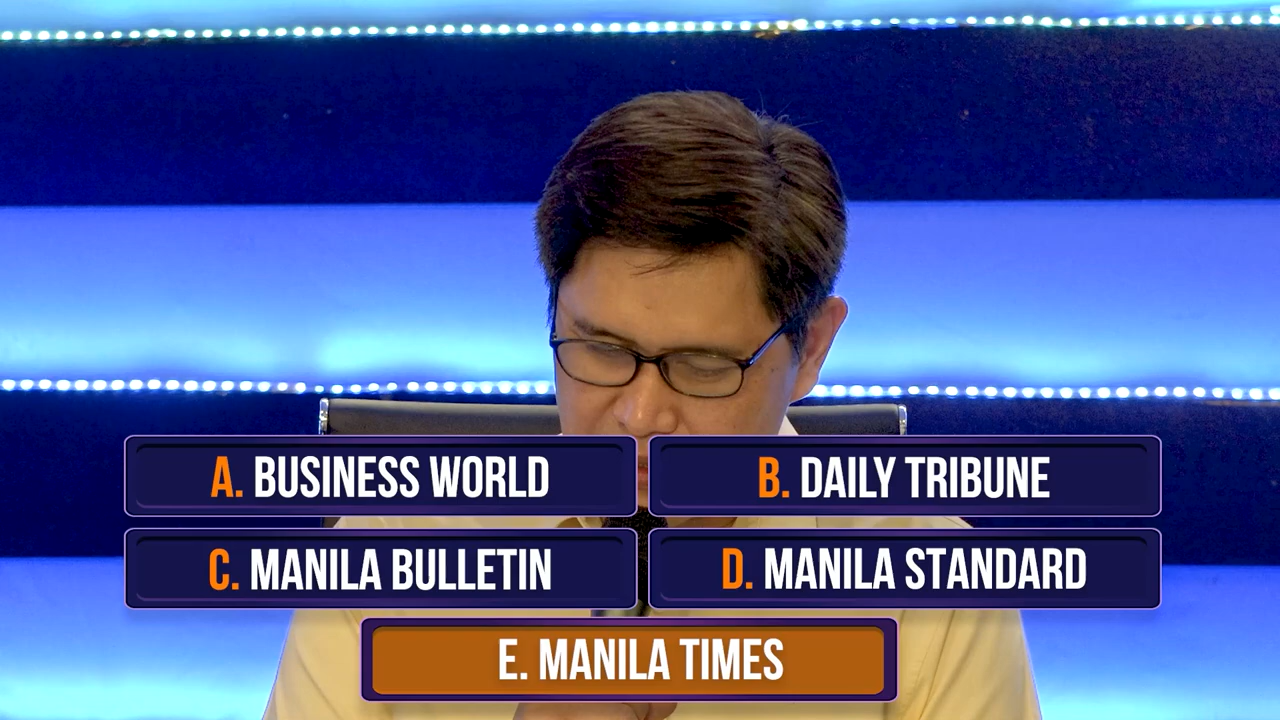 A. BUSINESS WORLD
B. DAILY TRIBUNE
C. MANILA BULLETIN
D. MANILA STANDARD
E. MANILA TIMES